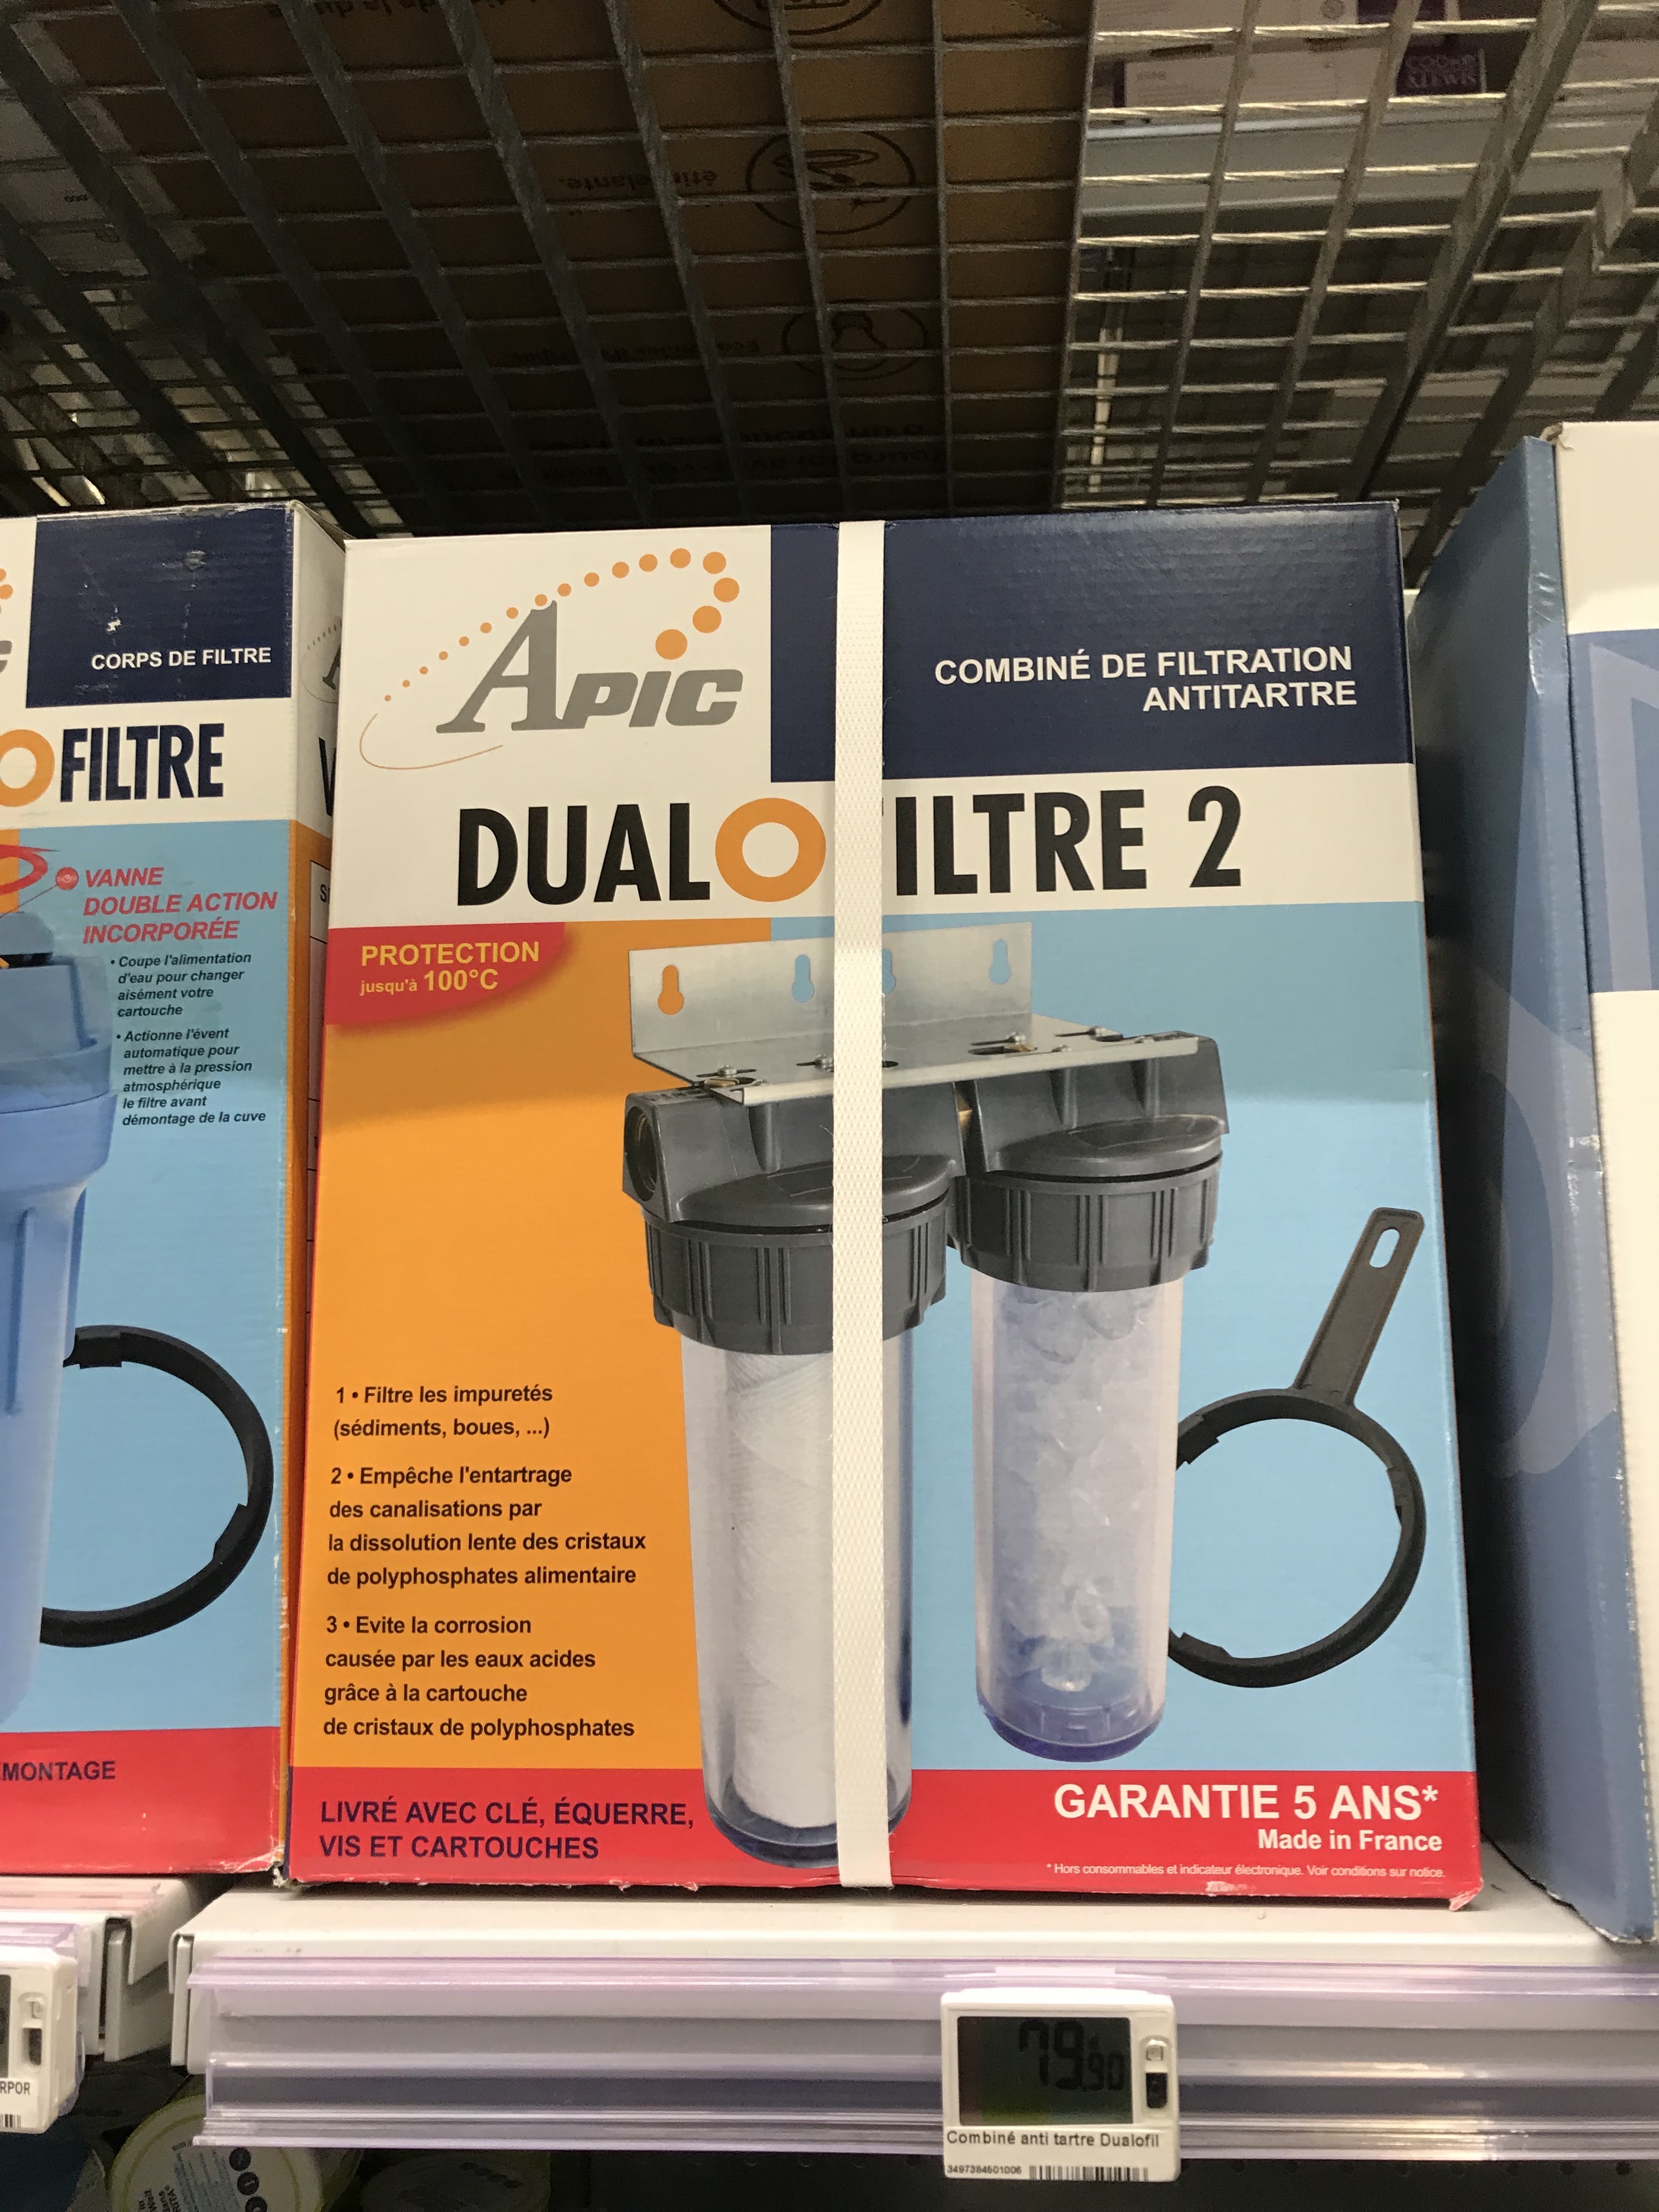 CORPS DE FILTRE
FILTRE
VANNE
DOUBLE ACTION
INCORPORÉE
• Coupe l'alimentation
d'eau pour changer
aisément votre
cartouche
• Actionne l'évent
automatique pour
mettre à la pression
atmosphérique
le filtre avant
démontage de la cuve
MONTAGE
APIC
COMBINÉ DE FILTRATION
ANTITARTRE
DUALO ILTRE 2
PROTECTION
jusqu'à 100°C
1 • Filtre les impuretés
(sédiments, boues, ...)
2 • Empêche l'entartrage
des canalisations par
la dissolution lente des cristaux
de polyphosphates alimentaire
3 • Evite la corrosion
causée par les eaux acides
grâce à la cartouche
de cristaux de polyphosphates
LIVRÉ AVEC CLÉ, ÉQUERRE,
VIS ET CARTOUCHES
GARANTIE 5 ANS*
Made in France
* Hors consommables et indicateur électronique. Voir conditions sur notice.
79€90
Combiné anti tartre Dualofil
3497384501006
RPOR